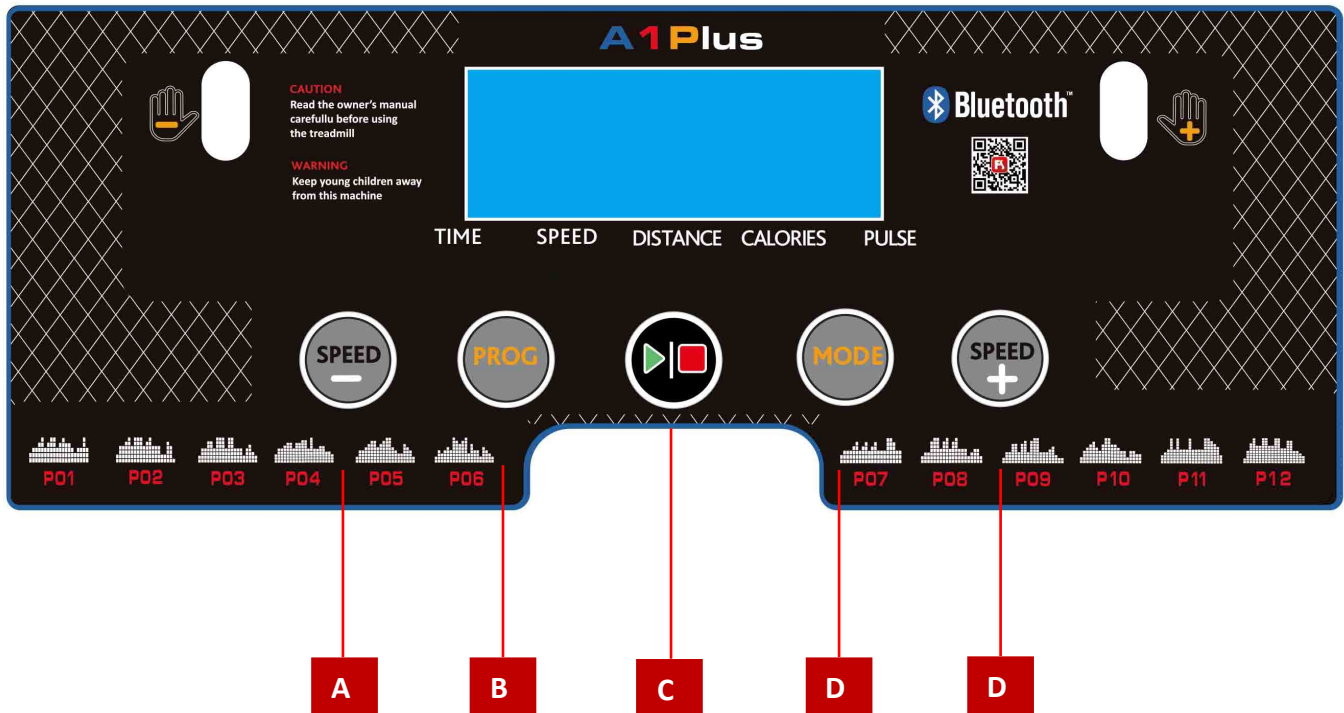 A1Plus
CAUTION
Read the owner's manual
carefullu before using
the treadmill
WARNING
Keep young children away
from this machine
Bluetooth™
TIME SPEED DISTANCE CALORIES PULSE
SPEED
PROG
MODE
SPEED
P01 P02 P03 P04 P05 P06 P07 P08 P09 P10 P11 P12
A B C D D